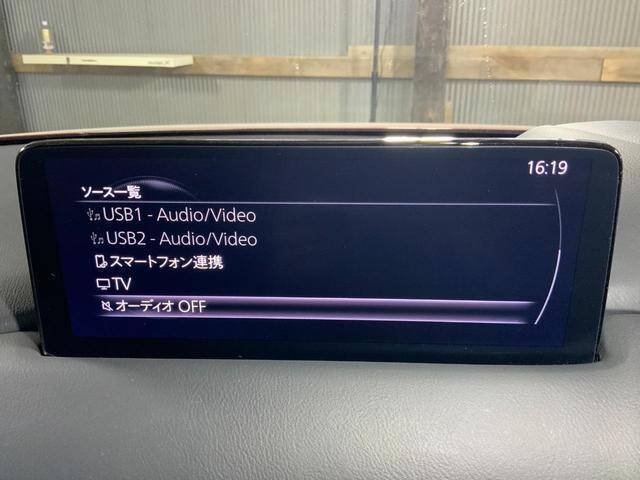 16:19
ソース一覧
USB1 - Audio/Video
USB2 - Audio/Video
スマートフォン連携
TV
オーディオ OFF